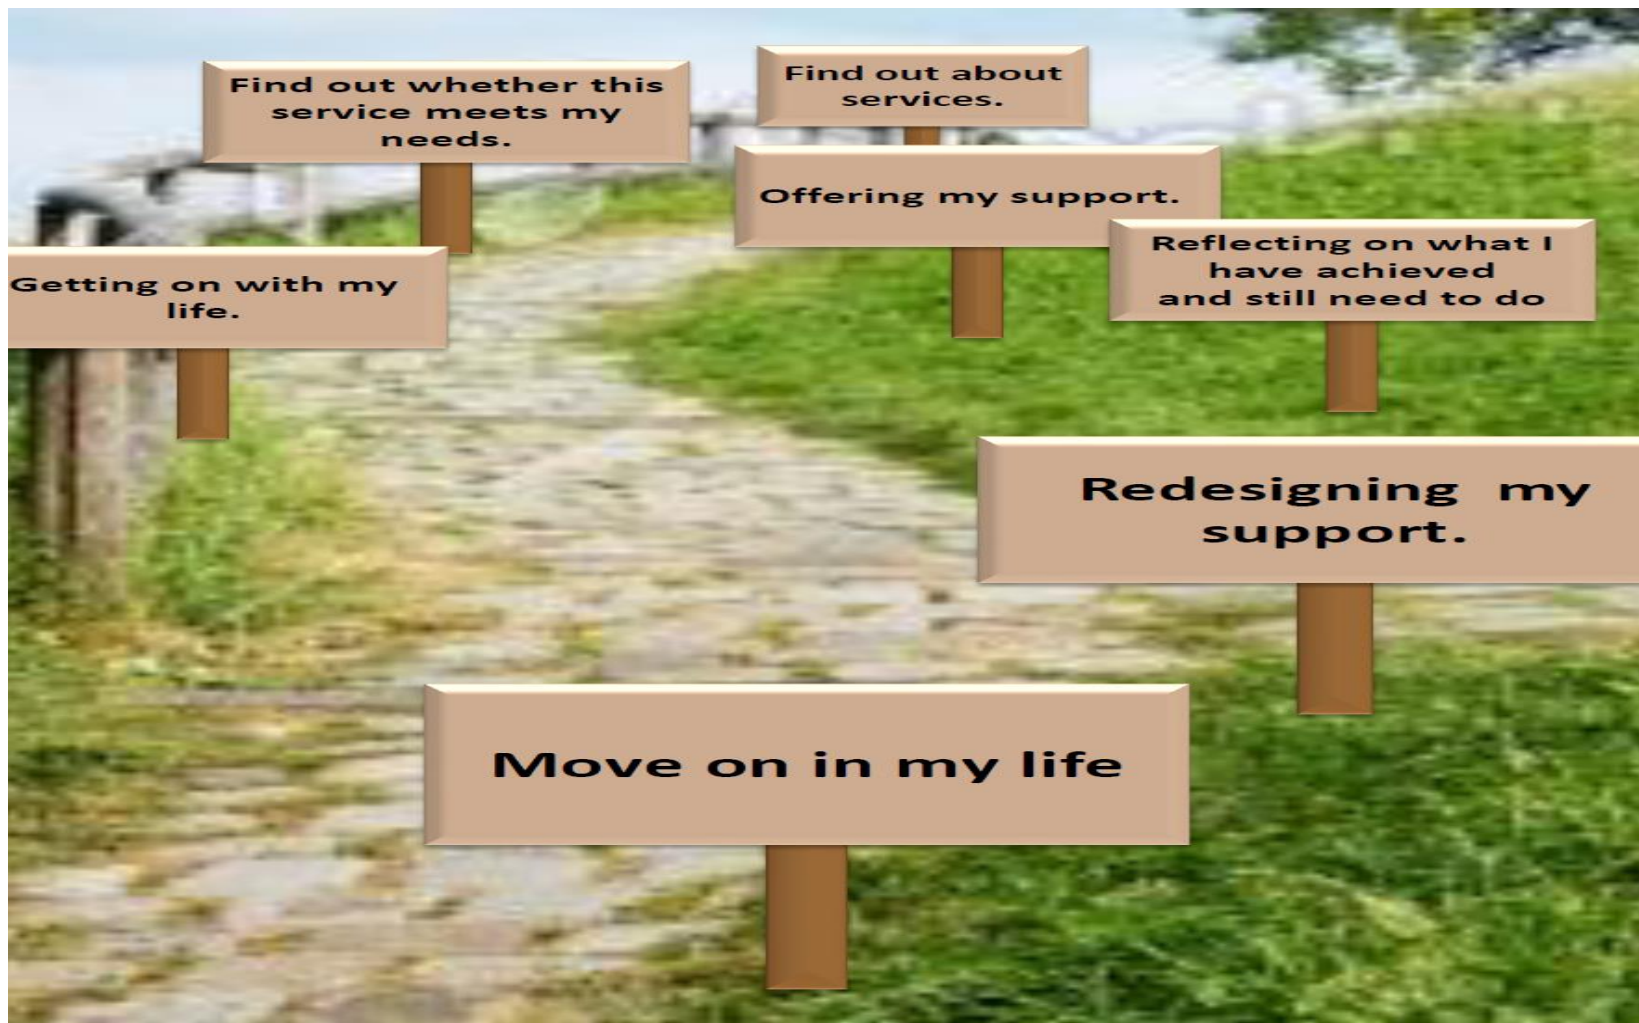 Find out whether this
service meets my
needs.
Find out about
services.
Offering my support.
Reflecting on what I
have achieved
and still need to do
Getting on with my
life.
Redesigning  my
support.
Move on in my life